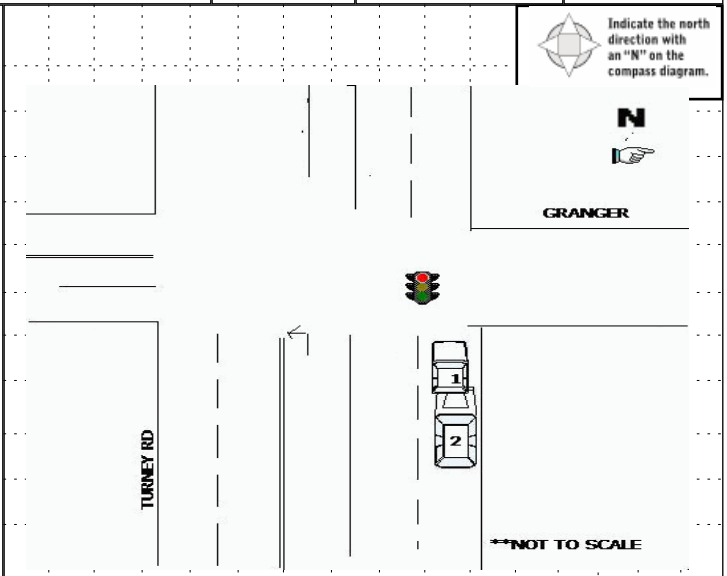 Indicate the north
direction with
an "N" on the
compass diagram.
N
GRANGER
1
2
TURNEY RD
**NOT TO SCALE